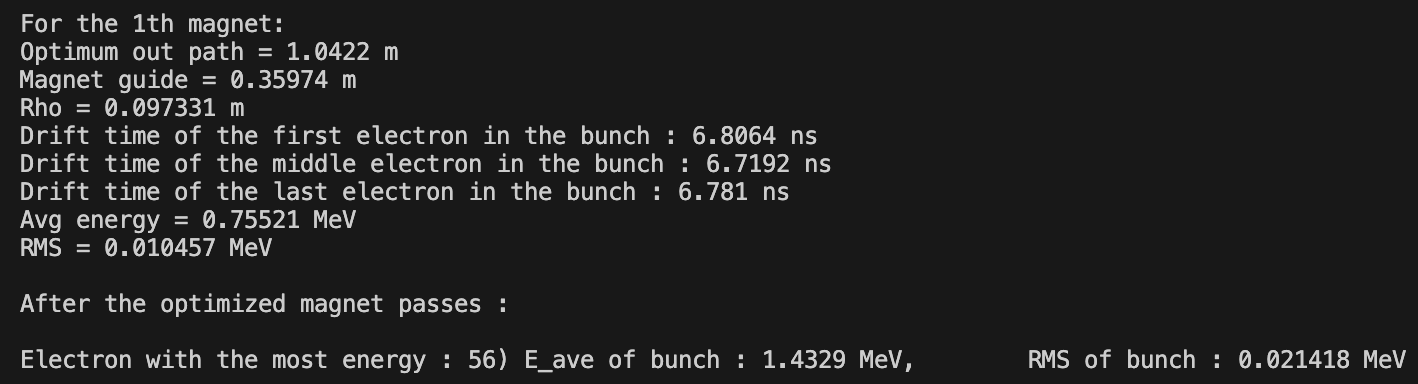 For the 1th magnet:
Optimum out path = 1.0422 m
Magnet guide = 0.35974 m
Rho = 0.097331 m
Drift time of the first electron in the bunch : 6.8064 ns
Drift time of the middle electron in the bunch : 6.7192 ns
Drift time of the last electron in the bunch : 6.781 ns
Avg energy = 0.75521 MeV
RMS = 0.010457 MeV
After the optimized magnet passes :
Electron with the most energy : 56) E_ave of bunch : 1.4329 MeV, RMS of bunch : 0.021418 MeV